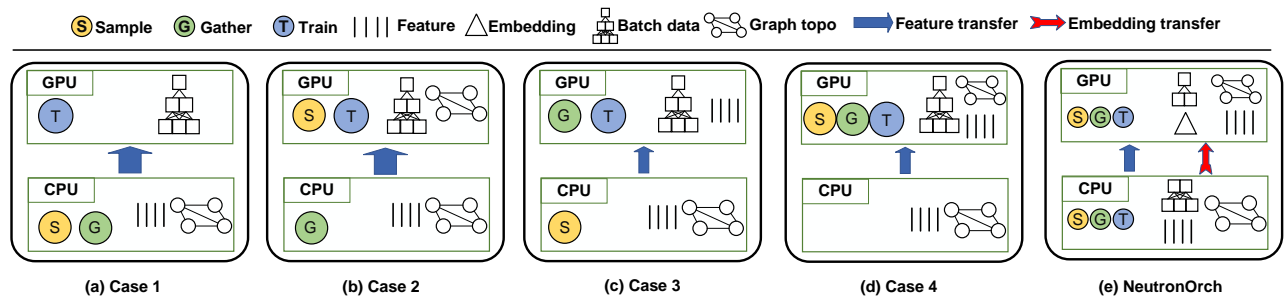 S Sample G Gather T Train Feature Embedding Batch data Graph topo Feature transfer Embedding transfer
GPU
T
CPU
S G
(a) Case 1
GPU
S T
CPU
G
(b) Case 2
GPU
G T
CPU
S
(c) Case 3
GPU
S G T
CPU
(d) Case 4
GPU
S G T
CPU
S G T
(e) NeutronOrch